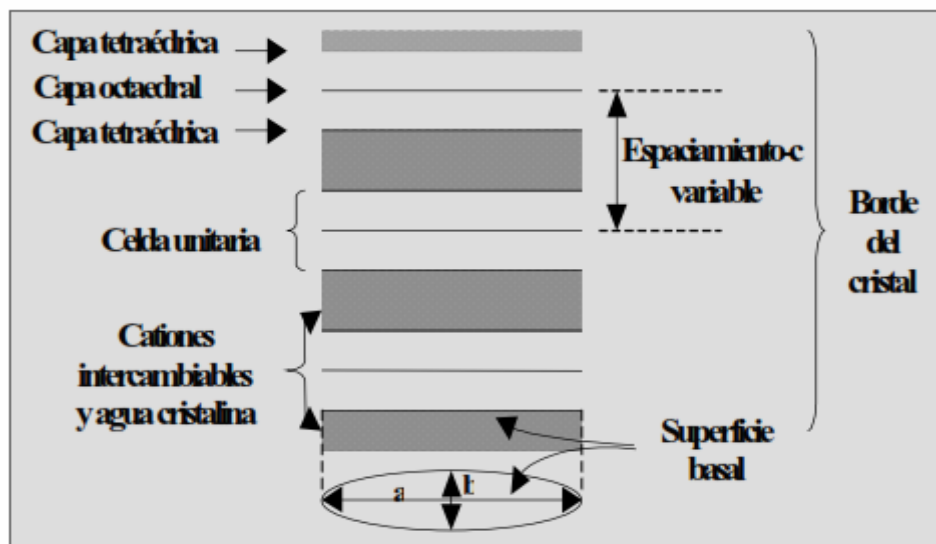 Capa tetraédrica
Capa octaedral
Capa tetraédrica
Espaciamiento-c
variable
Celda unitaria
Borde
del
cristal
Cationes
intercambiables
y agua cristalina
Superficie
basal
a
b